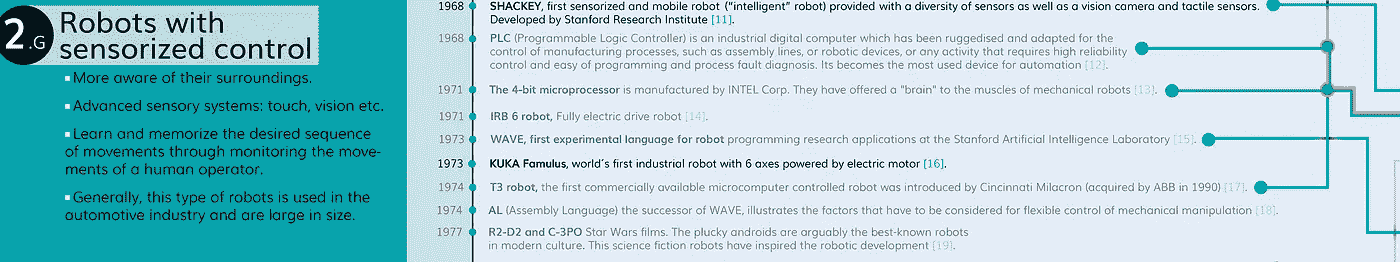 2.G
Robots with
sensorized control
More aware of their surroundings.
Advanced sensory systems: touch, vision etc.
Learn and memorize the desired sequence
of movements through monitoring the move-
ments of a human operator.
Generally, this type of robots is used in the
automotive industry and are large in size.
1968 SHACKEY, first sensorized and mobile robot ("intelligent" robot) provided with a diversity of sensors as well as a vision camera and tactile sensors.
Developed by Stanford Research Institute [11].
1968 PLC (Programmable Logic Controller) is an industrial digital computer which has been ruggedised and adapted for the
control of manufacturing processes, such as assembly lines, or robotic devices, or any activity that requires high reliability
control and easy of programming and process fault diagnosis. Its becomes the most used device for automation [12].
1971 The 4-bit microprocessor is manufactured by INTEL Corp. They have offered a "brain" to the muscles of mechanical robots [13].
1971 IRB 6 robot, Fully electric drive robot [14].
1973 WAVE, first experimental language for robot programming research applications at the Stanford Artificial Intelligence Laboratory [15].
1973 KUKA Famulus, world's first industrial robot with 6 axes powered by electric motor [16].
1974 T3 robot, the first commercially available microcomputer controlled robot was introduced by Cincinnati Milacron (acquired by ABB in 1990) [17].
1974 AL (Assembly Language) the successor of WAVE, illustrates the factors that have to be considered for flexible control of mechanical manipulation [18].
1977 R2-D2 and C-3PO Star Wars films. The plucky androids are arguably the best-known robots
in modern culture. This science fiction robots have inspired the robotic development [19].